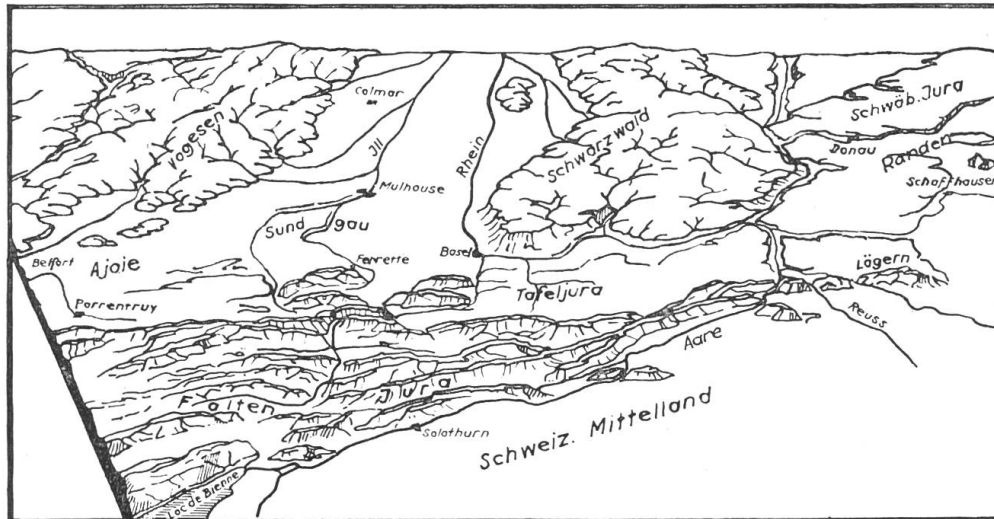 Colmar
Vogesen
Ill
Rhein
Schwarzwald
Schwäb. Jura
Donau
Randen
Schaffhausen
Mulhouse
Sund gau
Basel
Belfort
Ajoie
Ferrette
Lägern
Porrentruy
Tafeljura
Reuss
Aare
Falten Jura
Solothurn
Schweiz. Mittelland
Lac de Bienne